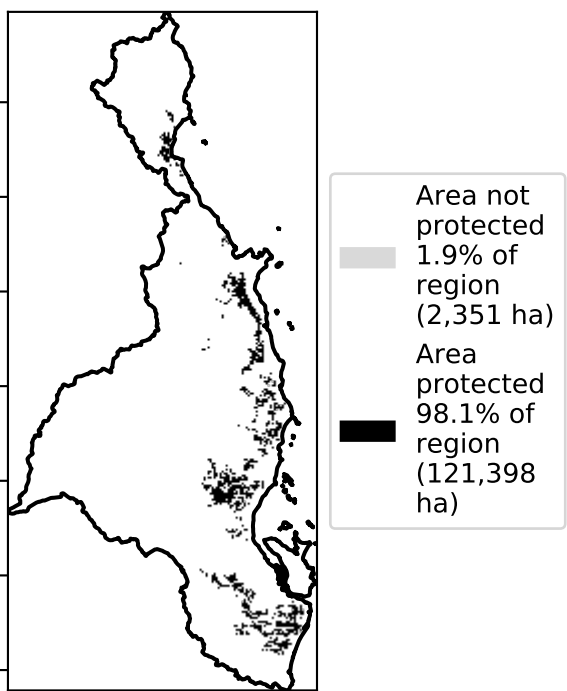 Area not
protected
1.9% of
region
(2,351 ha)
Area
protected
98.1% of
region
(121,398
ha)